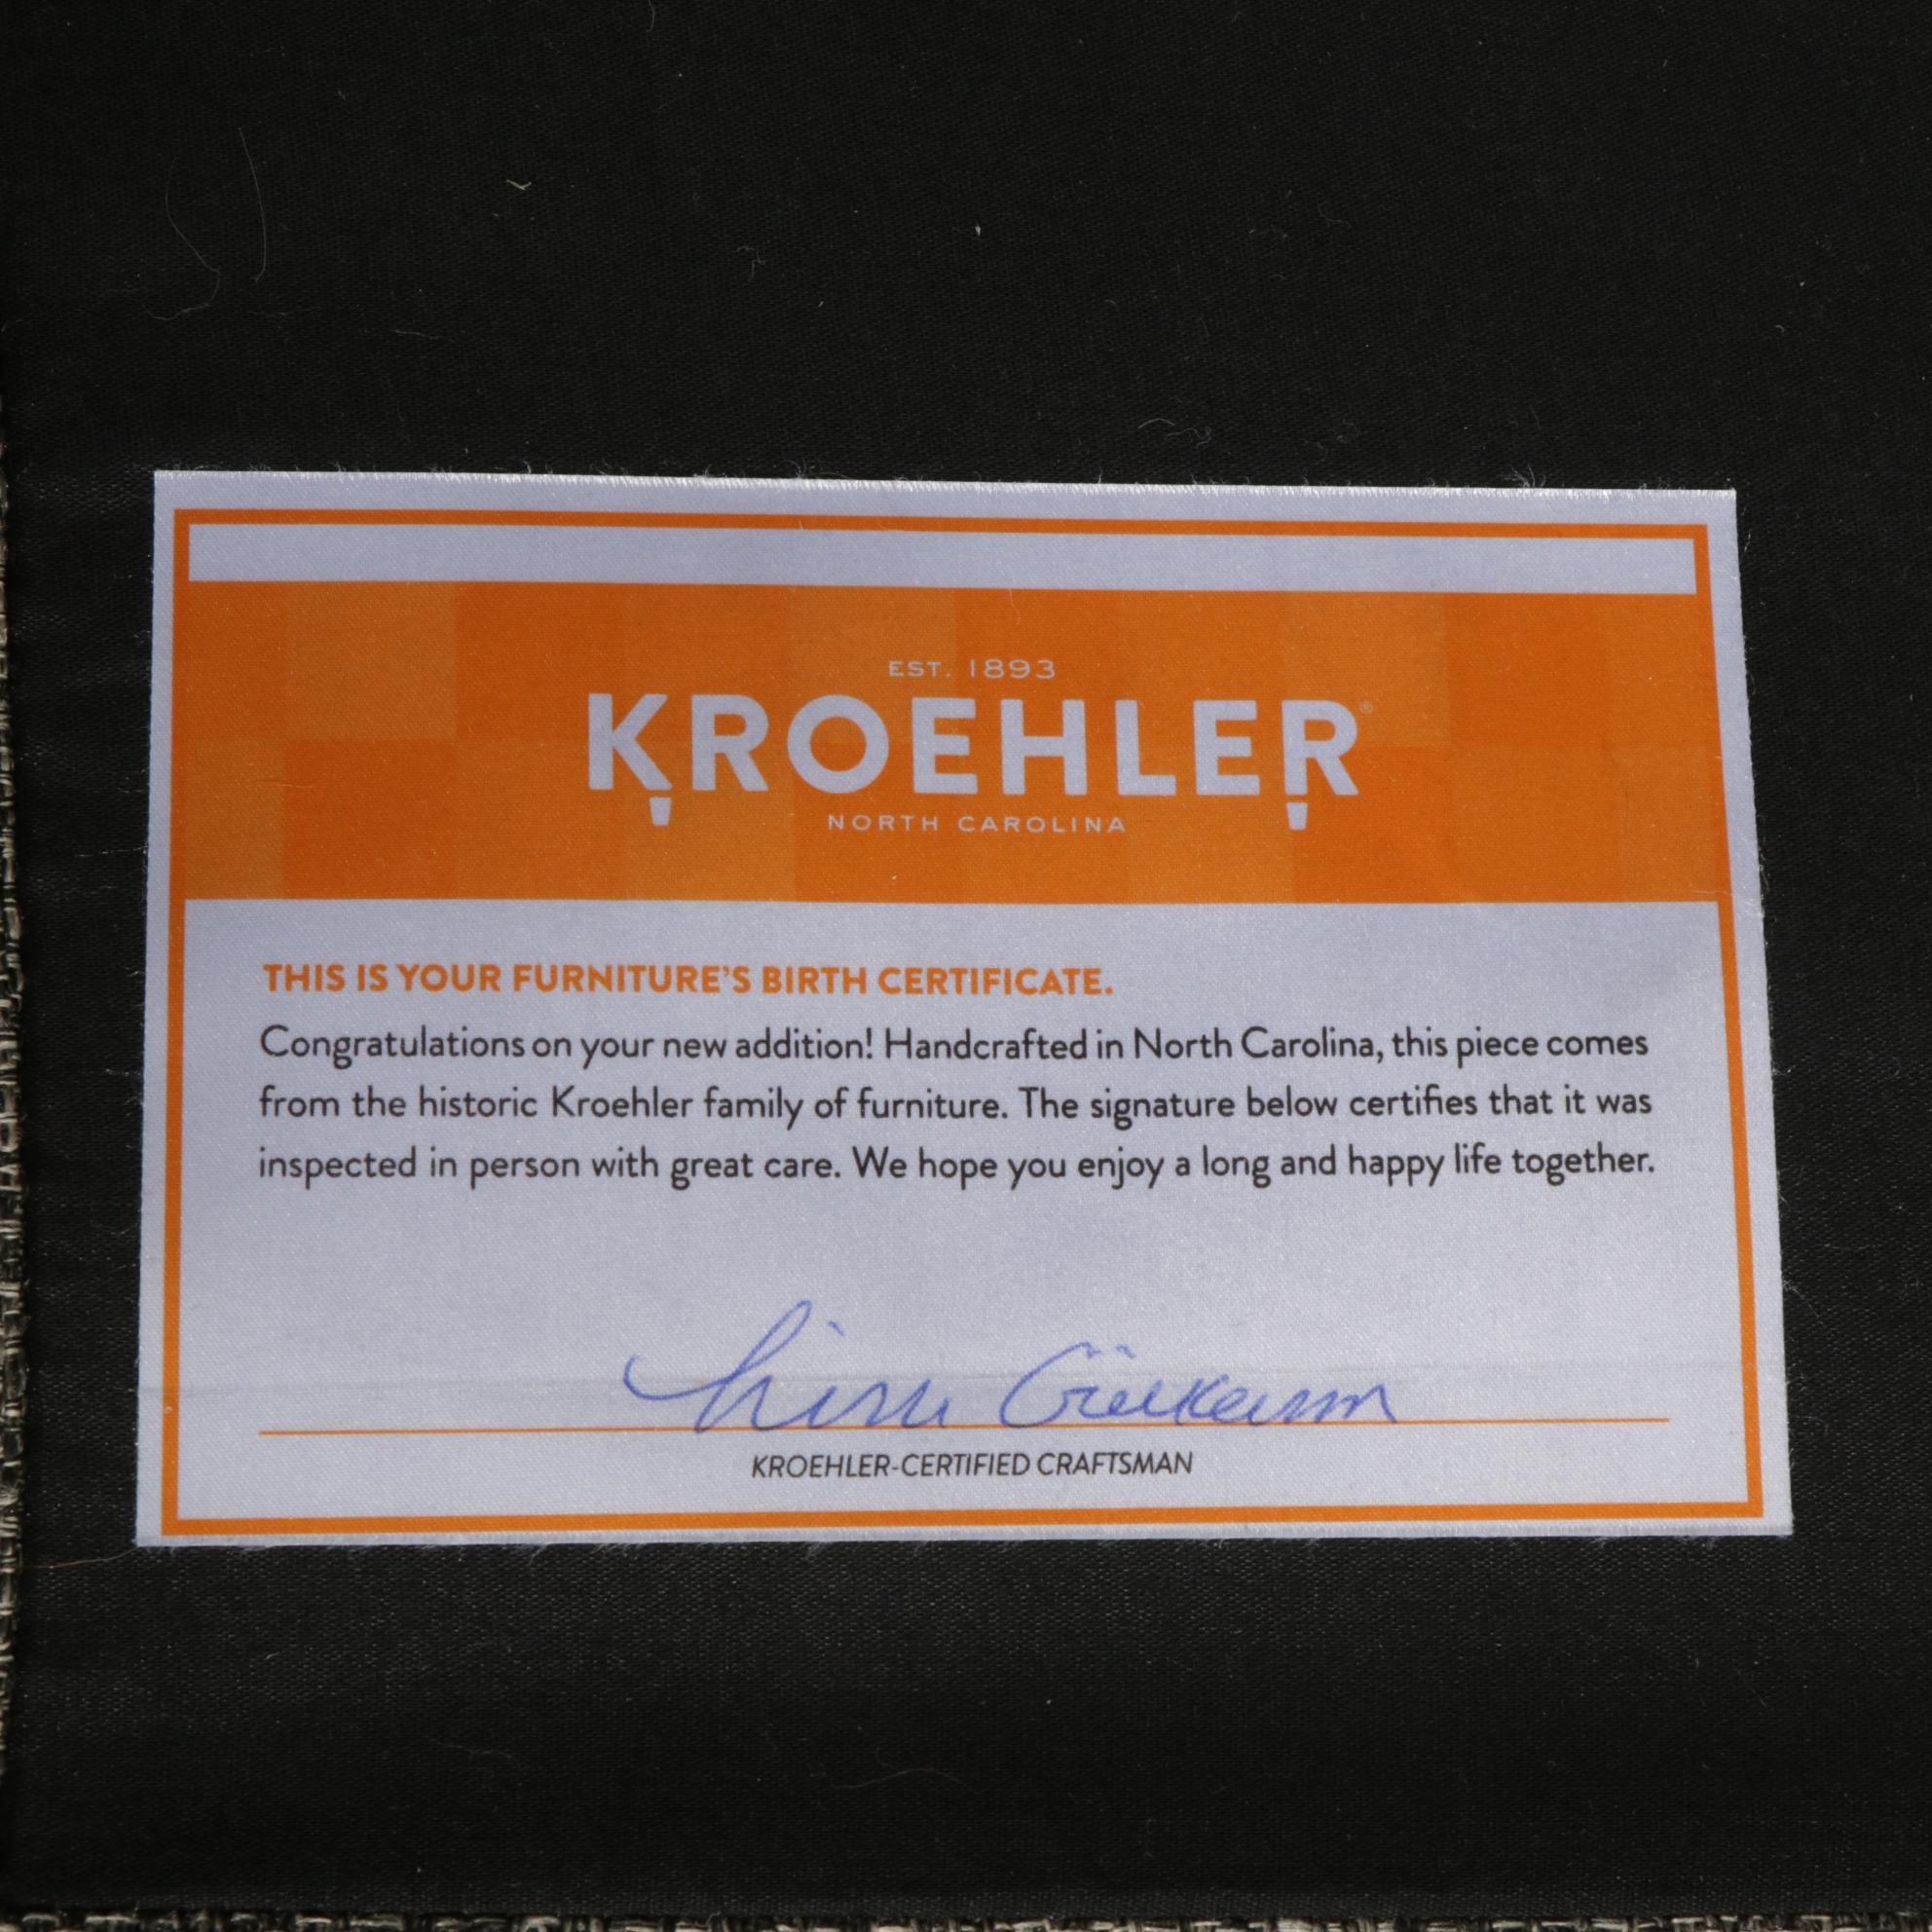 EST. 1893
KROEHLER®
NORTH CAROLINA
THIS IS YOUR FURNITURE'S BIRTH CERTIFICATE.
Congratulations on your new addition! Handcrafted in North Carolina, this piece comes
from the historic Kroehler family of furniture. The signature below certifies that it was
inspected in person with great care. We hope you enjoy a long and happy life together.
KROEHLER-CERTIFIED CRAFTSMAN